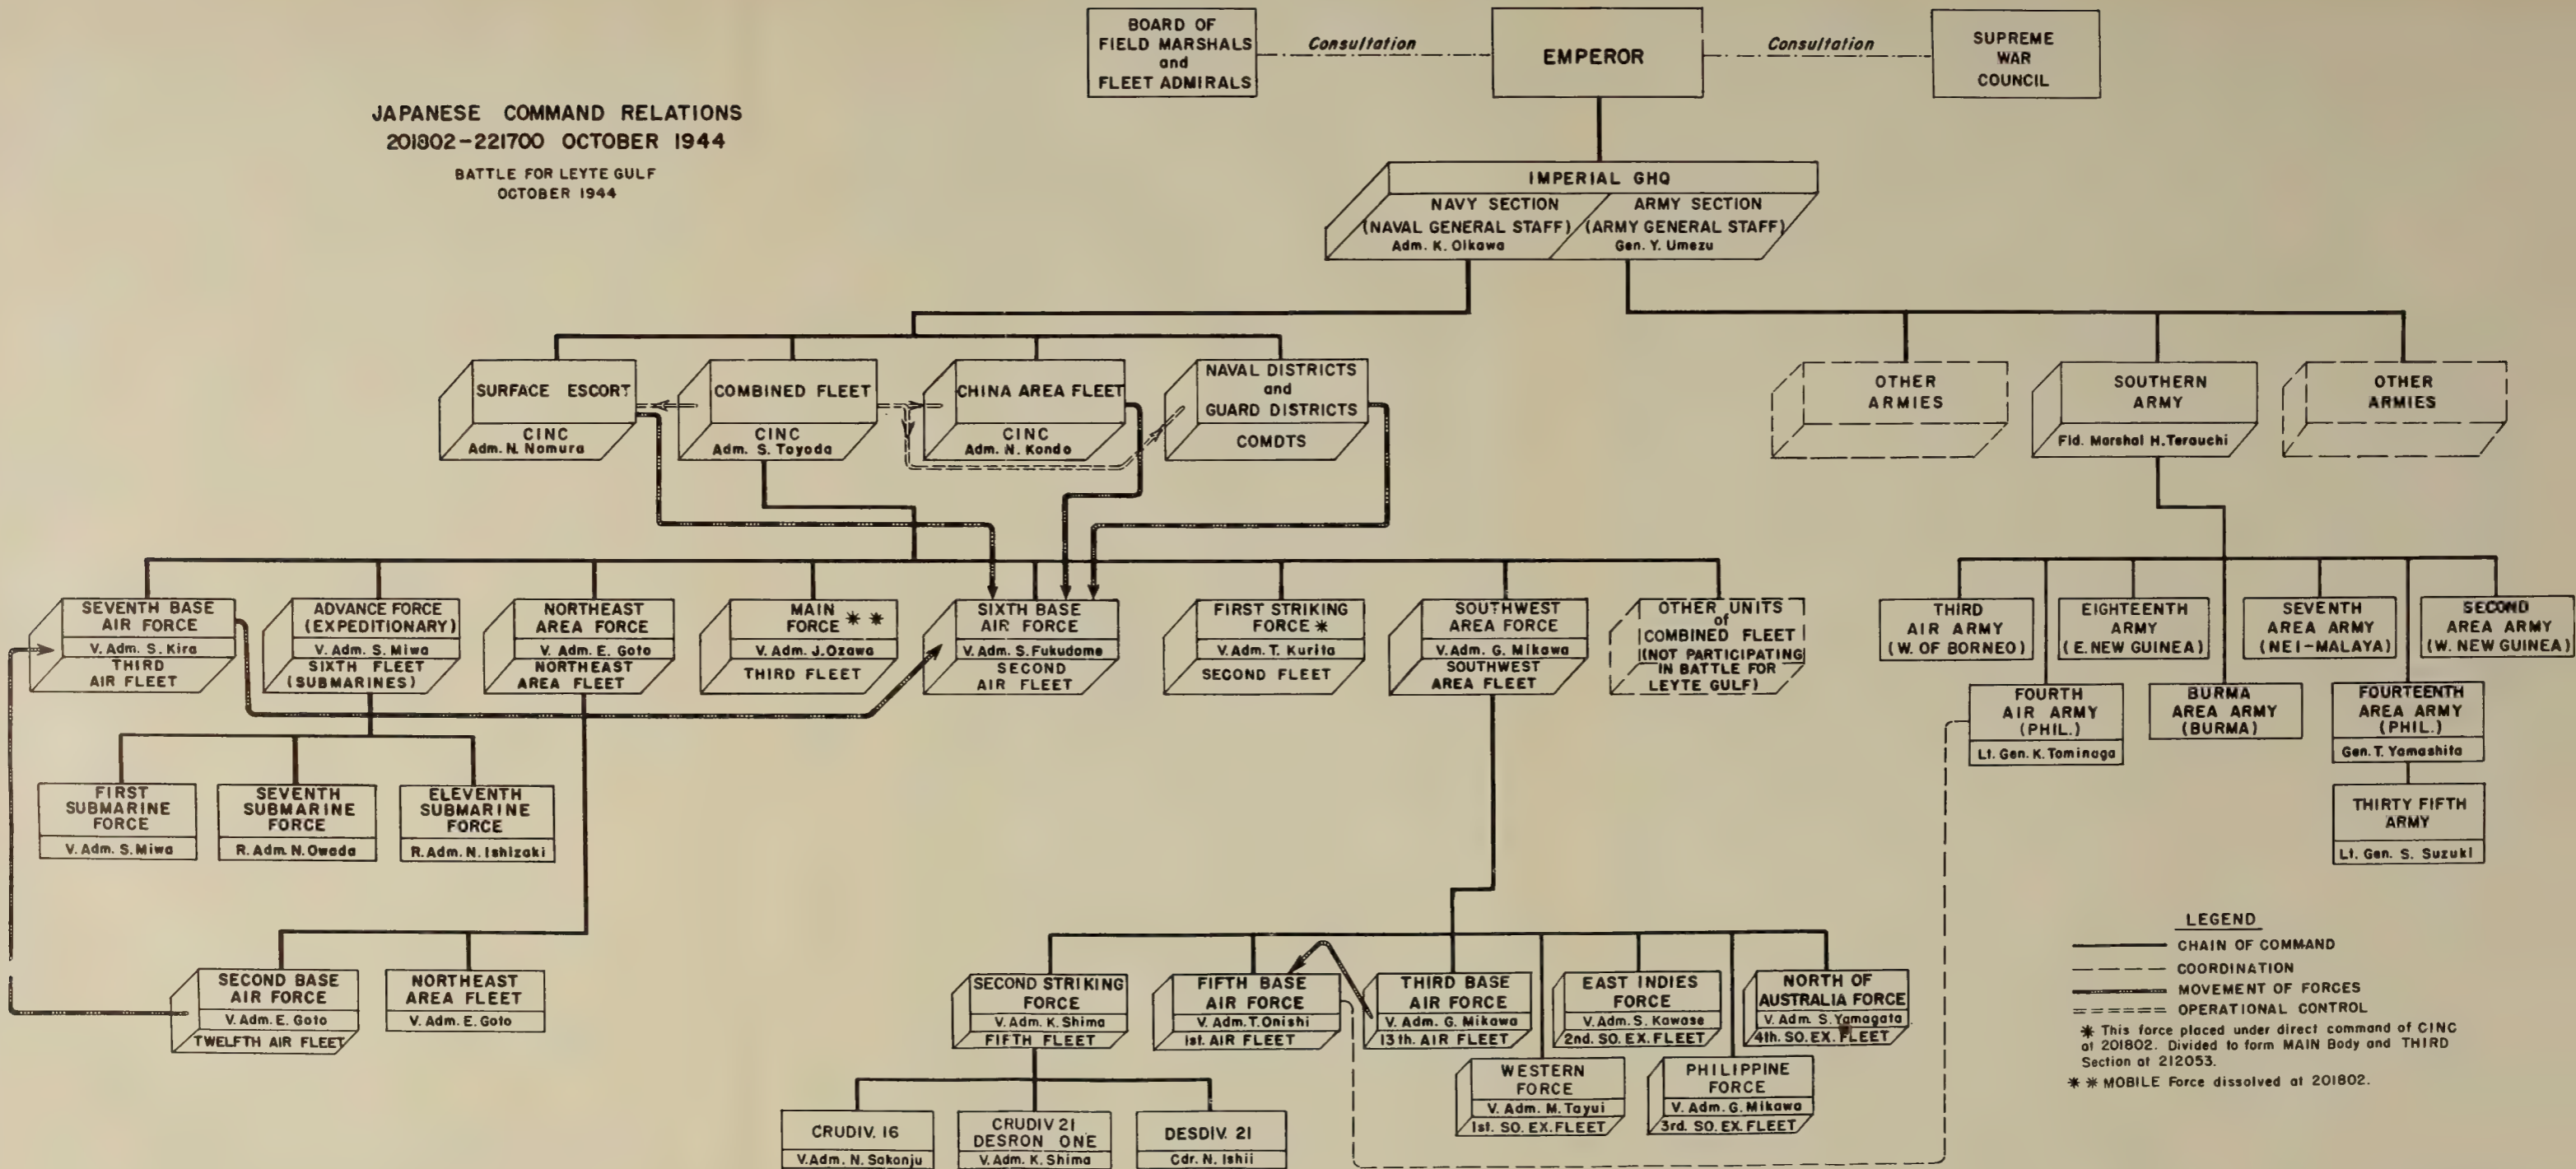 BOARD OF
FIELD MARSHALS
and
FLEET ADMIRALS
Consultation
EMPEROR
Consultation
SUPREME
WAR
COUNCIL
JAPANESE COMMAND RELATIONS
201802-221700 OCTOBER 1944
BATTLE FOR LEYTE GULF
OCTOBER 1944
IMPERIAL GHQ
NAVY SECTION
(NAVAL GENERAL STAFF)
Adm. K. Oikawa
ARMY SECTION
(ARMY GENERAL STAFF)
Gen. Y. Umezu
SURFACE ESCORT
CINC
Adm. N. Nomura
COMBINED FLEET
CINC
Adm. S. Toyoda
CHINA AREA FLEET
CINC
Adm. N. Kondo
NAVAL DISTRICTS
and
GUARD DISTRICTS
COMDTS
OTHER
ARMIES
SOUTHERN
ARMY
Fld. Marshal H. Terauchi
OTHER
ARMIES
SEVENTH BASE
AIR FORCE
V. Adm. S. Kira
THIRD
AIR FLEET
ADVANCE FORCE
(EXPEDITIONARY)
V. Adm. S. Miwa
SIXTH FLEET
(SUBMARINES)
NORTHEAST
AREA FORCE
V. Adm. E. Goto
NORTHEAST
AREA FLEET
MAIN
FORCE * *
V. Adm. J. Ozawa
THIRD FLEET
SIXTH BASE
AIR FORCE
V. Adm. S. Fukudome
SECOND
AIR FLEET
FIRST STRIKING
FORCE *
V. Adm. T. Kurita
SECOND FLEET
SOUTHWEST
AREA FORCE
V. Adm. G. Mikawa
SOUTHWEST
AREA FLEET
OTHER UNITS
of
COMBINED FLEET
(NOT PARTICIPATING
IN BATTLE FOR
LEYTE GULF)
THIRD
AIR ARMY
(W. OF BORNEO)
EIGHTEENTH
ARMY
(E. NEW GUINEA)
SEVENTH
AREA ARMY
(NEI-MALAYA)
SECOND
AREA ARMY
(W. NEW GUINEA)
FOURTH
AIR ARMY
(PHIL.)
Lt. Gen. K. Tominaga
BURMA
AREA ARMY
(BURMA)
FOURTEENTH
AREA ARMY
(PHIL.)
Gen. T. Yamashita
THIRTY FIFTH
ARMY
Lt. Gen. S. Suzuki
FIRST
SUBMARINE
FORCE
V. Adm. S. Miwa
SEVENTH
SUBMARINE
FORCE
R. Adm. N. Owada
ELEVENTH
SUBMARINE
FORCE
R. Adm. N. Ishizaki
SECOND BASE
AIR FORCE
V. Adm. E. Goto
TWELFTH AIR FLEET
NORTHEAST
AREA FLEET
V. Adm. E. Goto
SECOND STRIKING
FORCE
V. Adm. K. Shima
FIFTH FLEET
FIFTH BASE
AIR FORCE
V. Adm. T. Onishi
1st. AIR FLEET
THIRD BASE
AIR FORCE
V. Adm. G. Mikawa
13th. AIR FLEET
EAST INDIES
FORCE
V. Adm. S. Kawase
2nd. SO. EX. FLEET
NORTH OF
AUSTRALIA FORCE
V. Adm. S. Yamagata
4th. SO. EX. FLEET
WESTERN
FORCE
V. Adm. M. Tayui
1st. SO. EX. FLEET
PHILIPPINE
FORCE
V. Adm. G. Mikawa
3rd. SO. EX. FLEET
CRUDIV. 16
V. Adm. N. Sakonju
CRUDIV 21
DESRON ONE
V. Adm. K. Shima
DESDIV. 21
Cdr. N. Ishii
LEGEND
CHAIN OF COMMAND
COORDINATION
MOVEMENT OF FORCES
OPERATIONAL CONTROL
* This force placed under direct command of CINC
at 201802. Divided to form MAIN Body and THIRD
Section at 212053.
* * MOBILE Force dissolved at 201802.